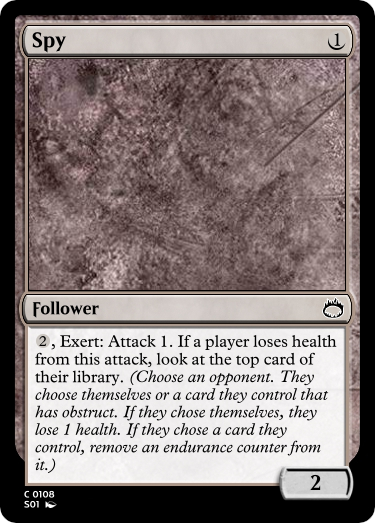 Spy 1
Follower
2, Exert: Attack 1. If a player loses health
from this attack, look at the top card of
their library. (Choose an opponent. They
choose themselves or a card they control that
has obstruct. If they chose themselves, they
lose 1 health. If they chose a card they
control, remove an endurance counter from
it.)
2
C 0108
S01